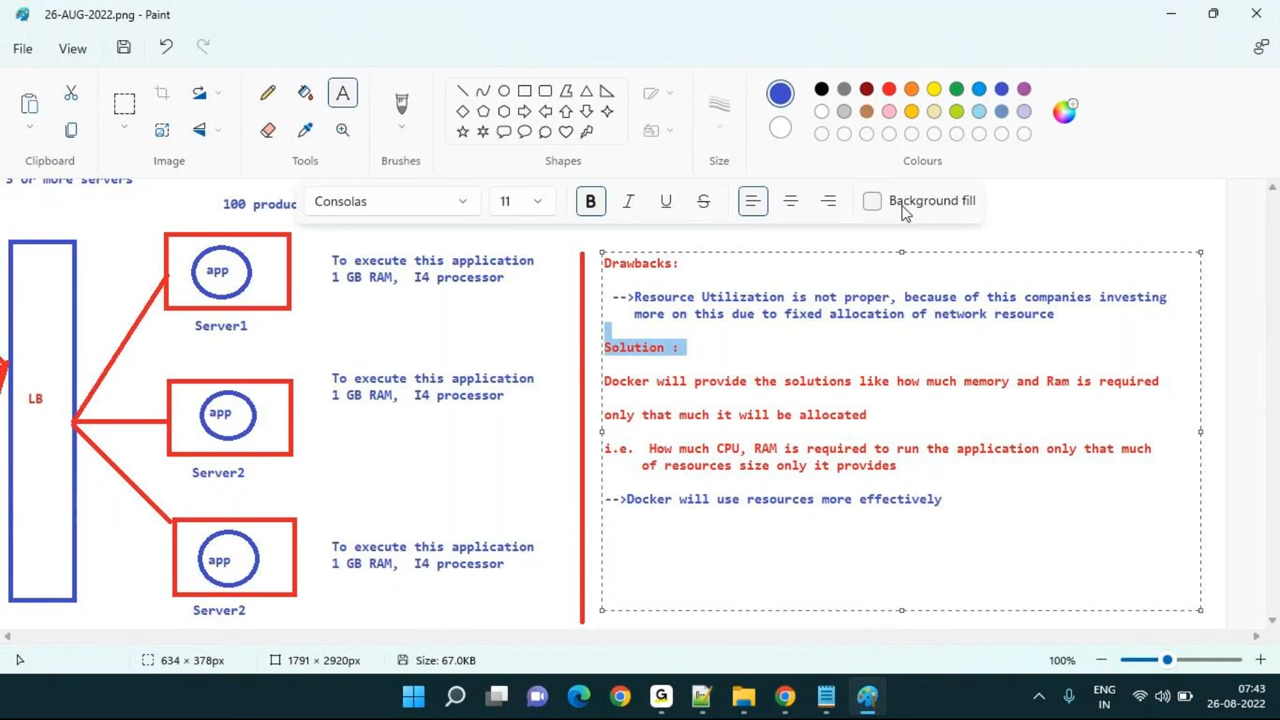 26-AUG-2022.png - Paint
File
View
Clipboard
Image
Tools
Brushes
Shapes
Size
Colours
3 or more servers
100 produc
Consolas
11
B
I
U
S
Background fill
LB
app
Server1
app
Server2
app
Server2
To execute this application
1 GB RAM, I4 processor
To execute this application
1 GB RAM, I4 processor
To execute this application
1 GB RAM, I4 processor
Drawbacks:
-->Resource Utilization is not proper, because of this companies investing
more on this due to fixed allocation of network resource
Solution :
Docker will provide the solutions like how much memory and Ram is required
only that much it will be allocated
i.e. How much CPU, RAM is required to run the application only that much
of resources size only it provides
-->Docker will use resources more effectively
634 × 378px
1791 × 2920px
Size: 67.0KB
100%
ENG
IN
07:43
26-08-2022